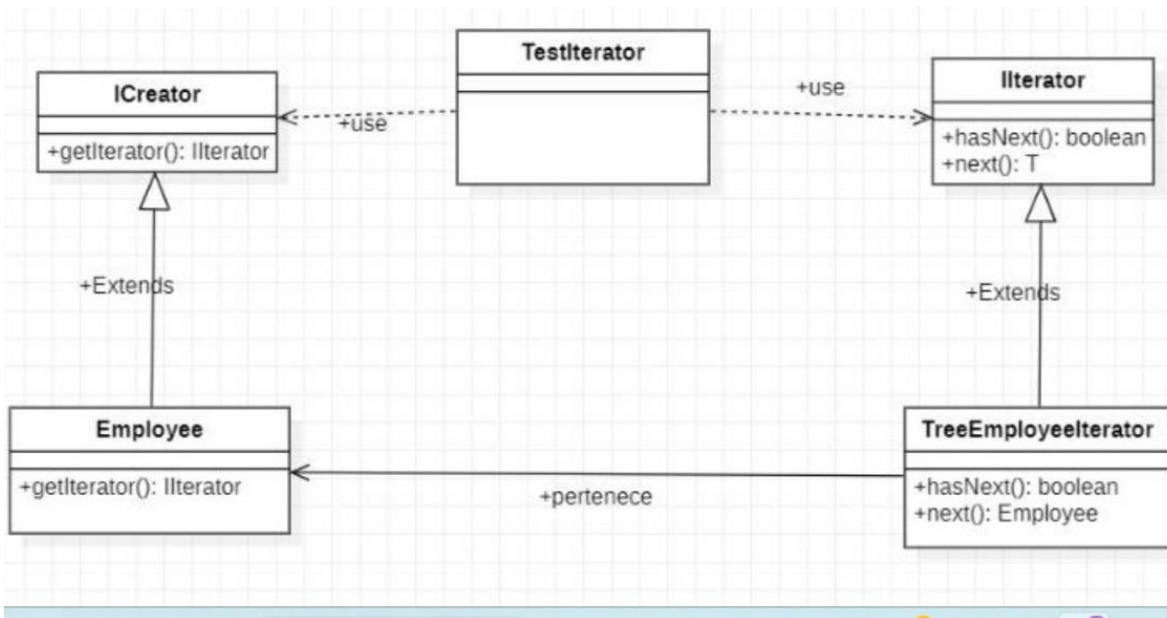 TestIterator
ICreator
+getIterator(): IIterator
+use
+use
IIterator
+hasNext(): boolean
+next(): T
+Extends
+Extends
Employee
+getIterator(): IIterator
+pertenece
TreeEmployeeIterator
+hasNext(): boolean
+next(): Employee